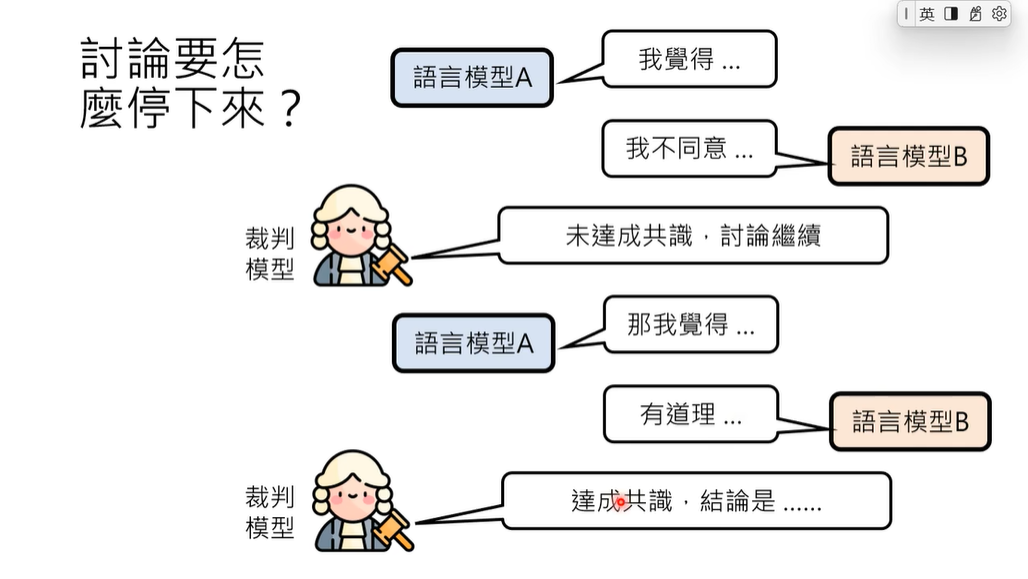 英
討論要怎
麼停下來？
語言模型A
我覺得 ...
我不同意 ...
語言模型B
裁判
模型
未達成共識，討論繼續
語言模型A
那我覺得 ...
有道理 ...
語言模型B
裁判
模型
達成共識，結論是 ......